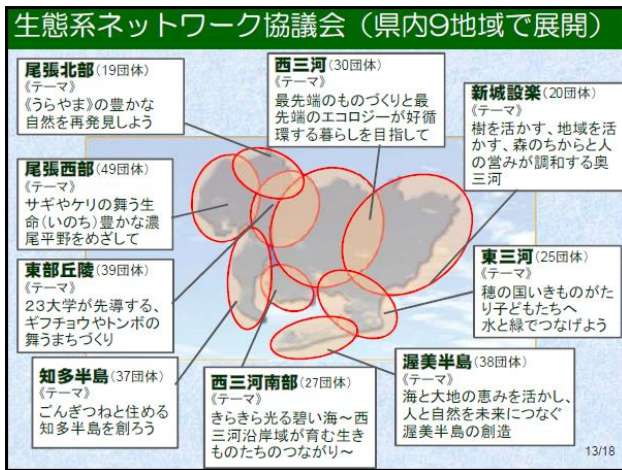 生態系ネットワーク協議会（県内9地域で展開）
尾張北部(19団体)
《テーマ》
《うらやま》の豊かな
自然を再発見しよう
西三河(30団体)
《テーマ》
最先端のものづくりと最
先端のエコロジーが好循
環する暮らしを目指して
新城設楽(20団体)
《テーマ》
樹を活かす、地域を活
かす、森のちからと人
の営みが調和する奥
三河
尾張西部(49団体)
《テーマ》
サギやケリの舞う生
命(いのち)豊かな濃
尾平野をめざして
東部丘陵(39団体)
《テーマ》
23大学が先導する、
ギフチョウやトンボの
舞うまちづくり
東三河(25団体)
《テーマ》
穂の国いきものがた
り子どもたちへ
水と緑でつなげよう
知多半島(37団体)
《テーマ》
ごんぎつねと住める
知多半島を創ろう
西三河南部(27団体)
《テーマ》
きらきら光る碧い海～西
三河沿岸域が育む生き
ものたちのつながり～
渥美半島(38団体)
《テーマ》
海と大地の恵みを活かし、
人と自然を未来につなぐ
渥美半島の創造
13/18